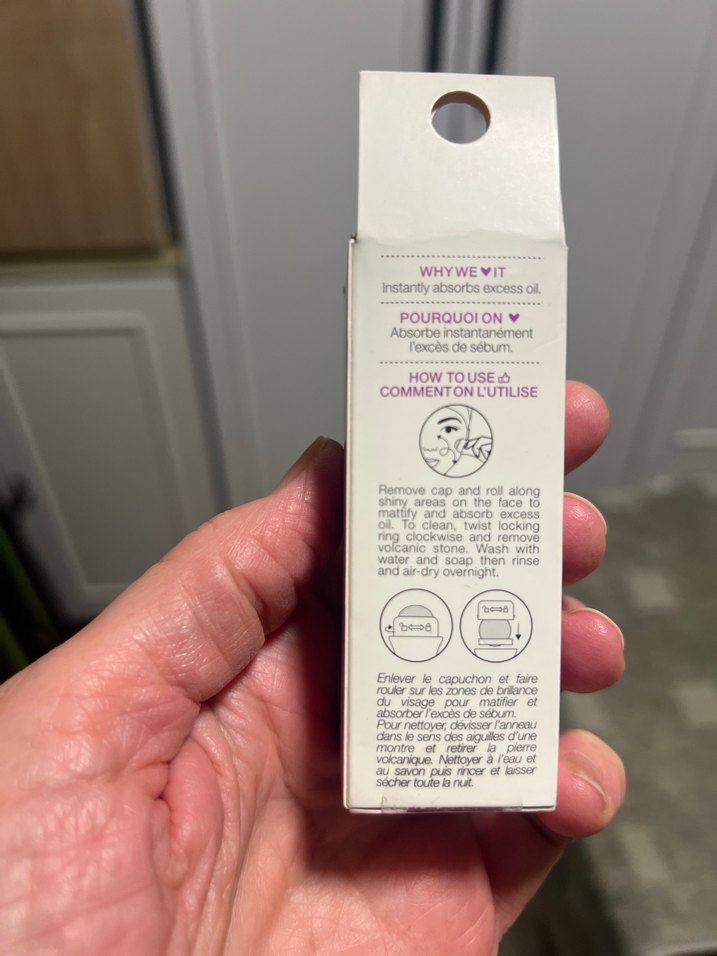 WHY WE ♥ IT
Instantly absorbs excess oil.
POURQUOI ON ♥
Absorbe instantanément
l'excès de sébum.
HOW TO USE
COMMENT ON L'UTILISE
Remove cap and roll along
shiny areas on the face to
mattify and absorb excess
oil. To clean, twist locking
ring clockwise and remove
volcanic stone. Wash with
water and soap then rinse
and air-dry overnight.
Enlever le capuchon et faire
rouler sur les zones de brillance
du visage pour matifier et
absorber l'excès de sébum.
Pour nettoyer, dévisser l'anneau
dans le sens des aiguilles d'une
montre et retirer la pierre
volcanique. Nettoyer à l'eau et
au savon puis rincer et laisser
sécher toute la nuit.